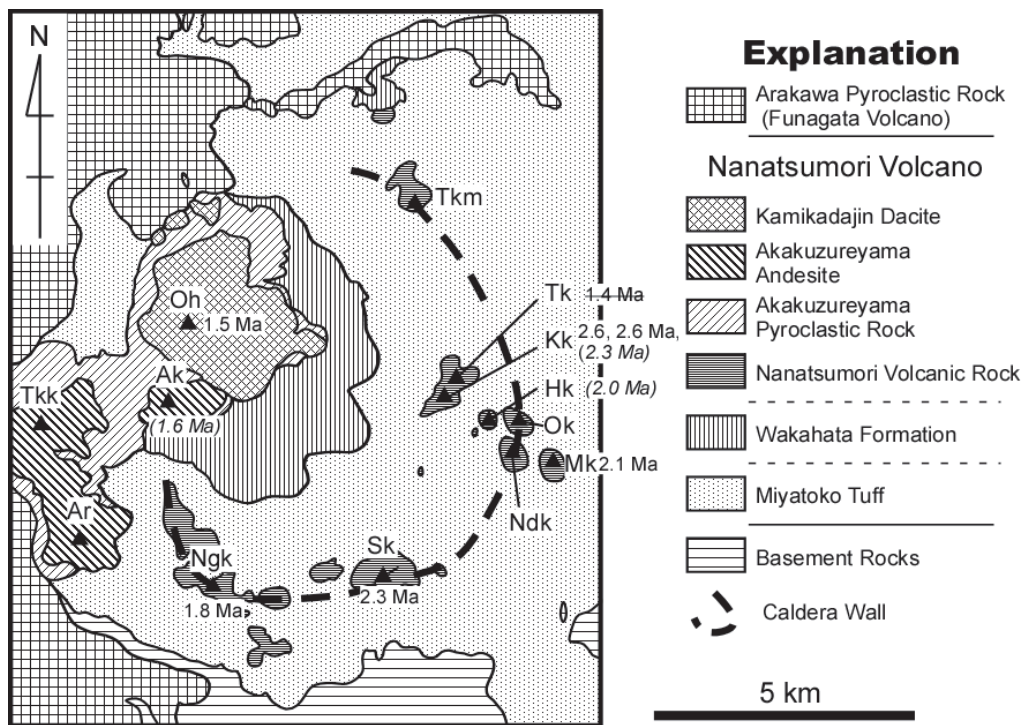 N
Tkm
Tk 1.4 Ma
Kk 2.6, 2.6 Ma,
(2.3 Ma)
Oh
1.5 Ma
Hk (2.0 Ma)
Tkk
Ak
(1.6 Ma)
Ok
Mk 2.1 Ma
Ndk
Ar
Ngk
1.8 Ma
Sk
2.3 Ma
Explanation
Arakawa Pyroclastic Rock
(Funagata Volcano)
Nanatsumori Volcano
Kamikadajin Dacite
Akakuzureyama
Andesite
Akakuzureyama
Pyroclastic Rock
Nanatsumori Volcanic Rock
Wakahata Formation
Miyatoko Tuff
Basement Rocks
Caldera Wall
5 km